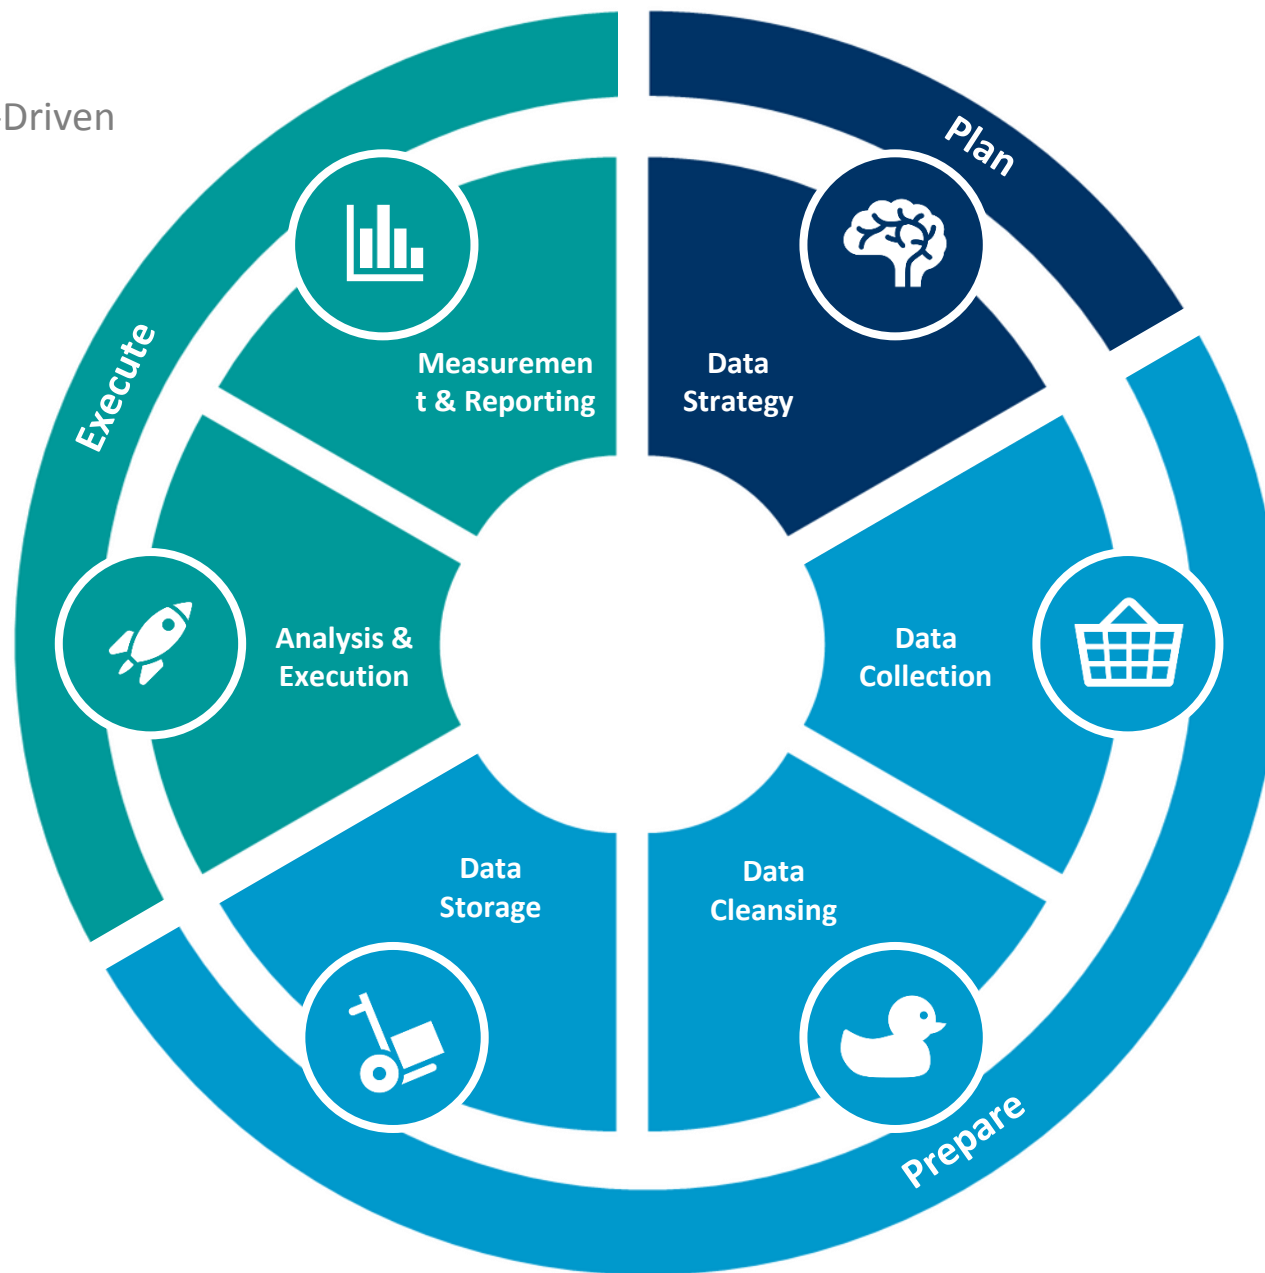 -Driven
Plan
Measuremen
t & Reporting
Data
Strategy
Execute
Analysis &
Execution
Data
Collection
Data
Storage
Data
Cleansing
Prepare